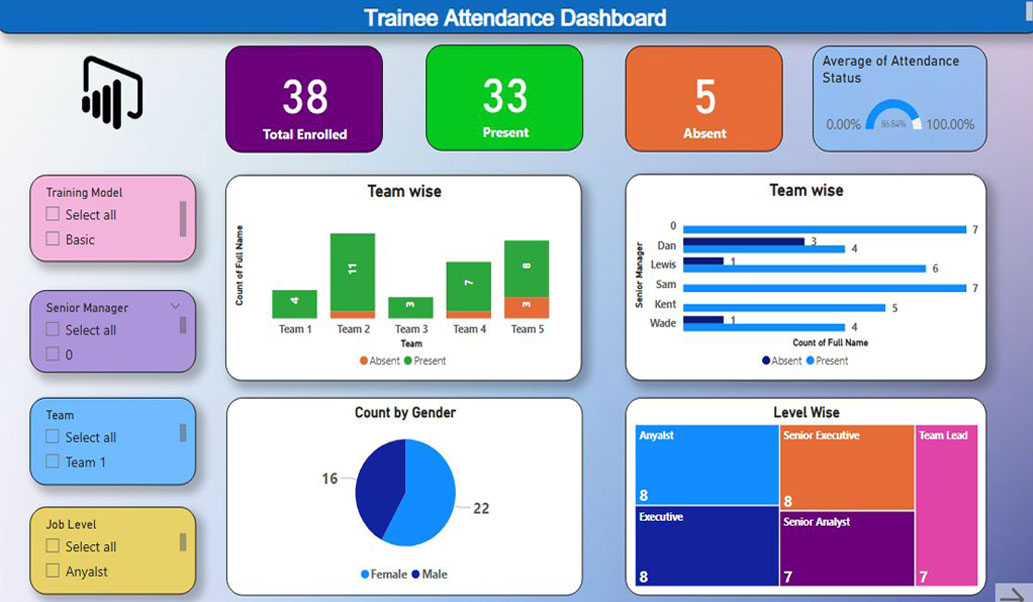 Trainee Attendance Dashboard
38
Total Enrolled
33
Present
5
Absent
Average of Attendance
Status
0.00%
86.84%
100.00%
Training Model
Select all
Basic
Senior Manager
Select all
0
Team
Select all
Team 1
Job Level
Select all
Anyalst
Team wise
Count of Full Name
4
11
3
7
8
3
Team 1
Team 2
Team 3
Team 4
Team 5
Team
Absent
Present
Team wise
Senior Manager
0
7
Dan
3
4
Lewis
1
6
Sam
7
Kent
5
Wade
1
4
Count of Full Name
Absent
Present
Count by Gender
16
22
Female
Male
Level Wise
Anyalst
8
Executive
8
Senior Executive
8
Senior Analyst
7
Team Lead
7